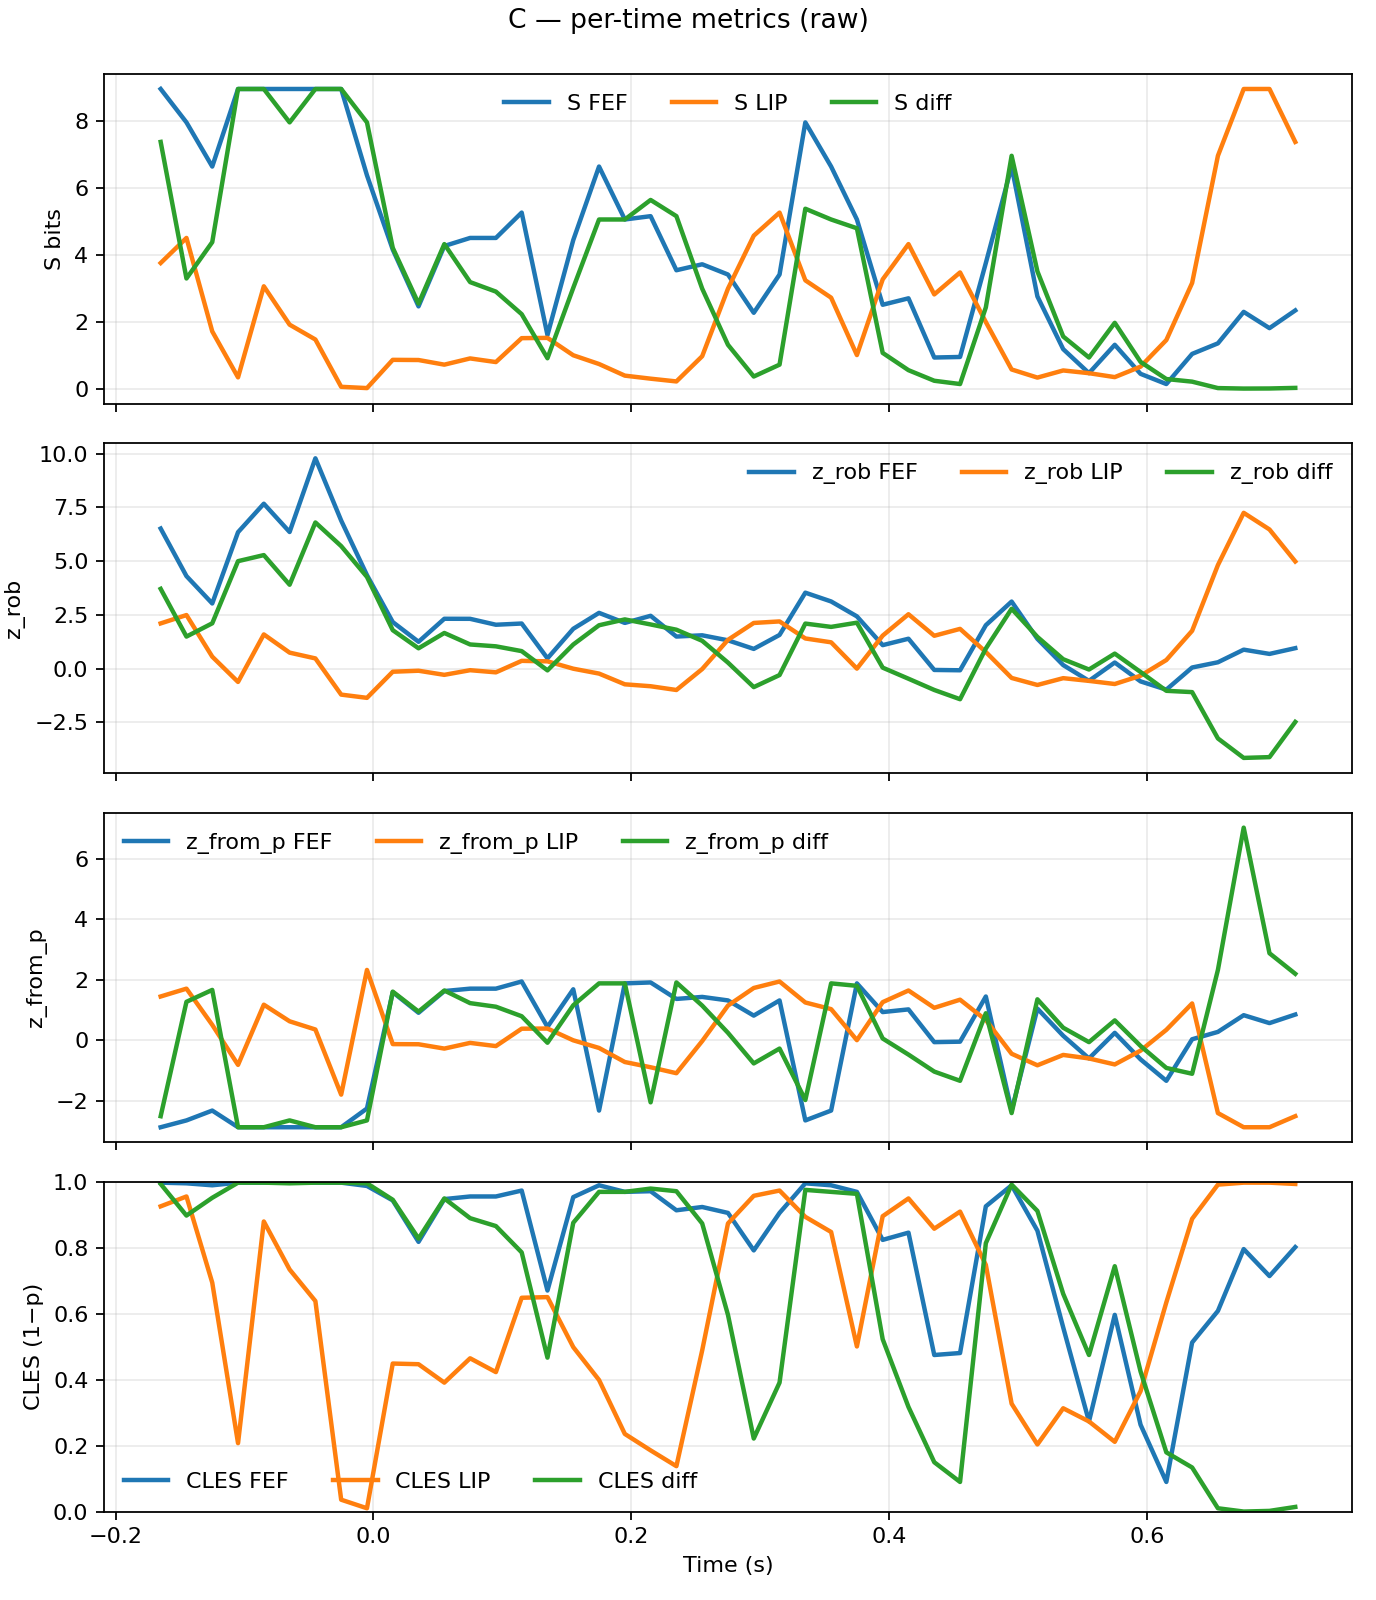 C — per-time metrics (raw)
S FEF S LIP S diff
8
6
4
2
0
S bits
z_rob FEF z_rob LIP z_rob diff
10.0
7.5
5.0
2.5
0.0
−2.5
z_rob
z_from_p FEF z_from_p LIP z_from_p diff
6
4
2
0
−2
z_from_p
1.0
0.8
0.6
0.4
0.2
0.0
CLES (1−p)
CLES FEF CLES LIP CLES diff
−0.2 0.0 0.2 0.4 0.6
Time (s)